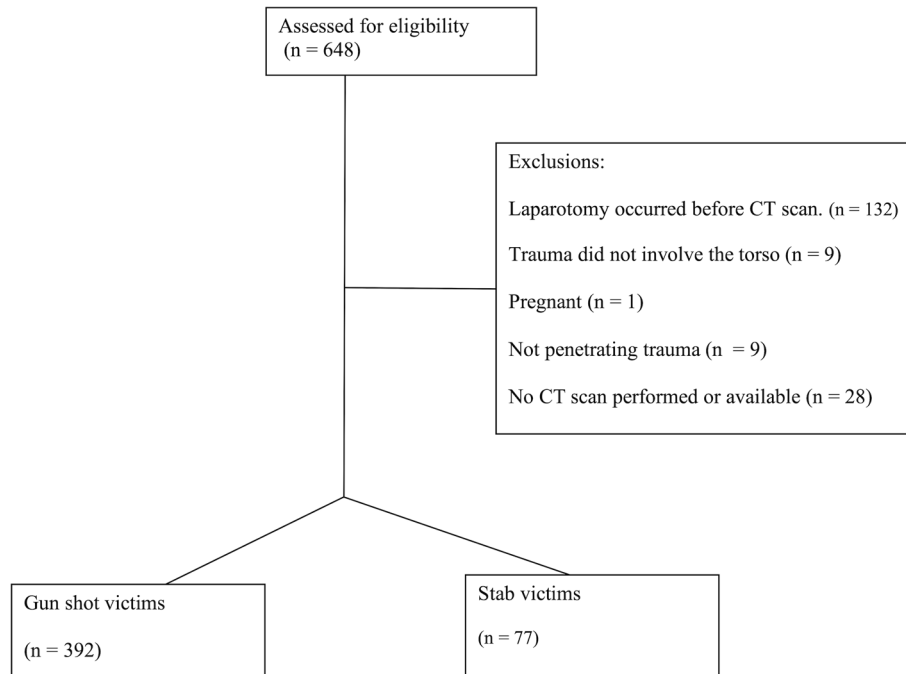 Assessed for eligibility
(n = 648)
Exclusions:
Laparotomy occurred before CT scan. (n = 132)
Trauma did not involve the torso (n = 9)
Pregnant (n = 1)
Not penetrating trauma (n = 9)
No CT scan performed or available (n = 28)
Gun shot victims
(n = 392)
Stab victims
(n = 77)